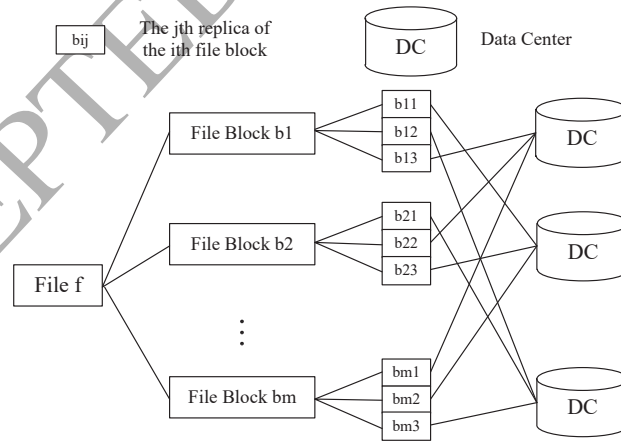 bij
The jth replica of
the ith file block
DC
Data Center
File f
File Block b1
File Block b2
⋮
File Block bm
b11
b12
b13
b21
b22
b23
bm1
bm2
bm3
DC
DC
DC